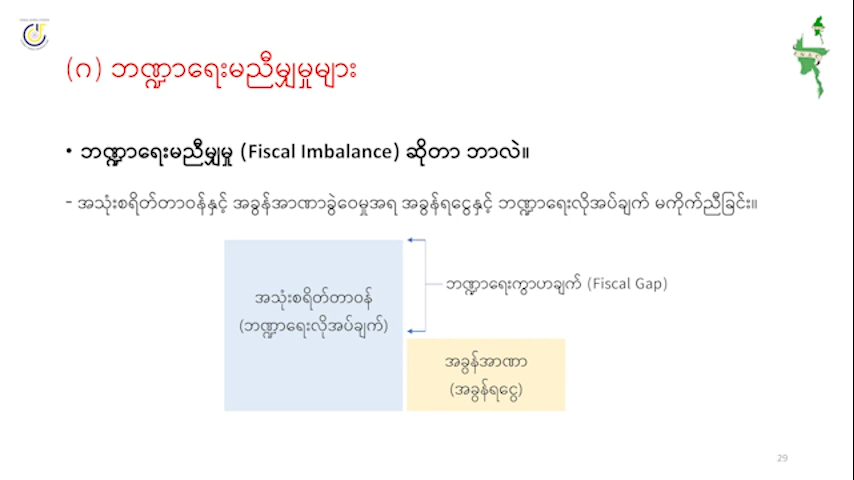 (ဂ) ဘဏ္ဍာရေးမညီမျှမှုများ
• ဘဏ္ဍာရေးမညီမျှမှု (Fiscal Imbalance) ဆိုတာ ဘာလဲ။
- အသုံးစရိတ်တာဝန်နှင့် အခွန်အာဏာခွဲဝေမှုအရ အခွန်ရငွေနှင့် ဘဏ္ဍာရေးလိုအပ်ချက် မကိုက်ညီခြင်း။
ဘဏ္ဍာရေးကွာဟချက် (Fiscal Gap)
အသုံးစရိတ်တာဝန်
(ဘဏ္ဍာရေးလိုအပ်ချက်)
အခွန်အာဏာ
(အခွန်ရငွေ)
29